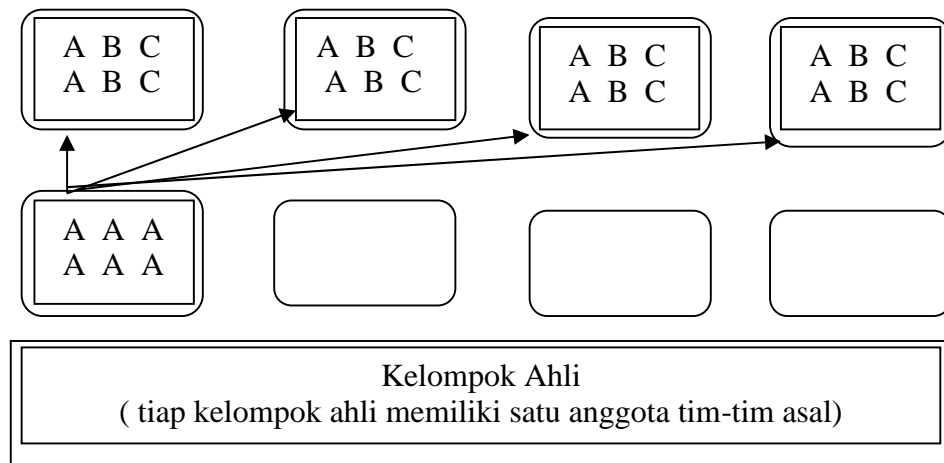 A B C
A B C
A B C
A B C
A B C
A B C
A B C
A B C
A A A
A A A
Kelompok Ahli
( tiap kelompok ahli memiliki satu anggota tim-tim asal)